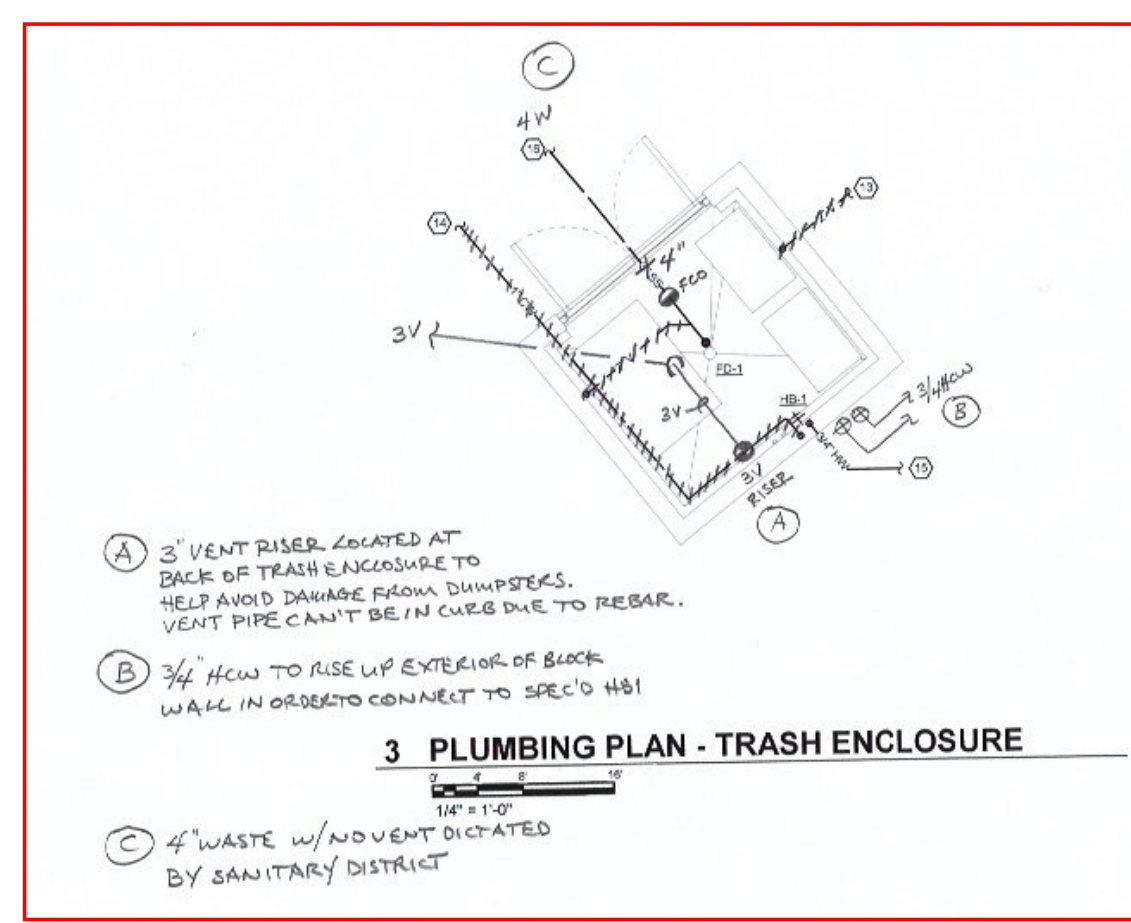 C
4W
15
4"
SS
FCO
13
14
1"CW
3V
3V
FD-1
HB-1
3/4 HCW
B
3/4" HW
15
3V
RISER
A
A 3" VENT RISER LOCATED AT
BACK OF TRASH ENCLOSURE TO
HELP AVOID DAMAGE FROM DUMPSTERS.
VENT PIPE CAN'T BE IN CURB DUE TO REBAR.
B 3/4" HCW TO RISE UP EXTERIOR OF BLOCK
WALL IN ORDER TO CONNECT TO SPEC'D HB1
3 PLUMBING PLAN - TRASH ENCLOSURE
0' 4' 8' 16'
1/4" = 1'-0"
C 4" WASTE W/NO VENT DICTATED
BY SANITARY DISTRICT